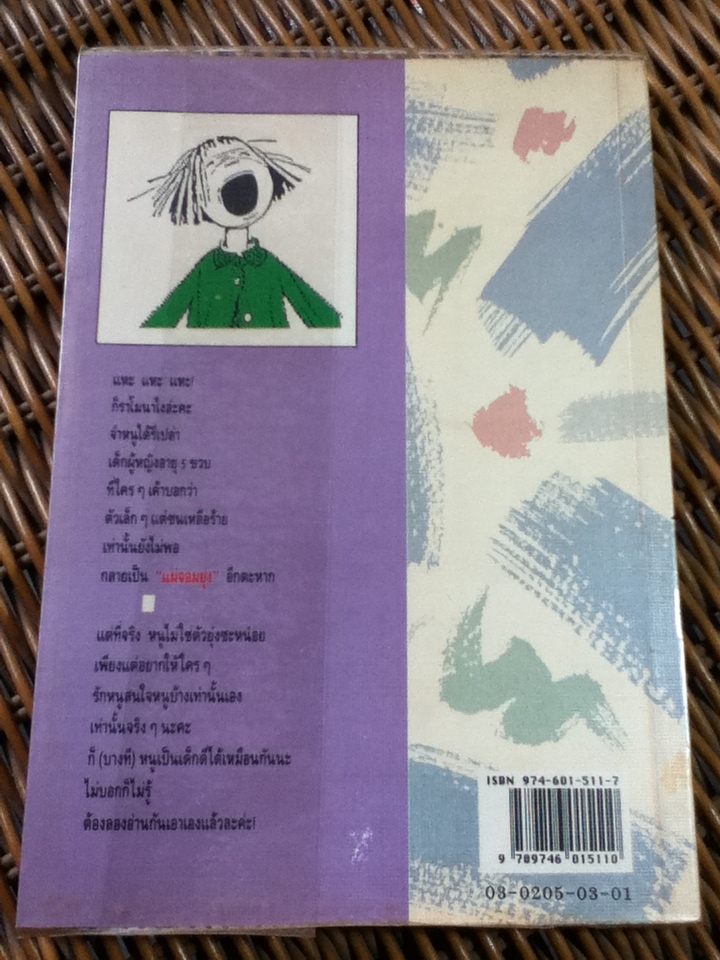 แหะ แหะ แหะ!
ก็ราโมนาไงล่ะคะ
จำหนูได้รึเปล่า
เด็กผู้หญิงอายุ 5 ขวบ
ที่ใคร ๆ เค้าบอกว่า
ตัวเล็ก ๆ แต่ซนเหลือร้าย
เท่านั้นยังไม่พอ
กลายเป็น "แม่จอมยุ่ง" อีกตะหาก
แต่ที่จริง หนูไม่ใช่ตัวยุ่งซะหน่อย
เพียงแต่อยากให้ใคร ๆ
รักหนูสนใจหนูบ้างเท่านั้นเอง
เท่านั้นจริง ๆ นะคะ
ก็ (บางที) หนูเป็นเด็กดีได้เหมือนกันนะ
ไม่บอกก็ไม่รู้
ต้องลองอ่านกันเอาเองแล้วละค่ะ!
ISBN 974-601-511-7
9 789746 015110
03-0205-03-01